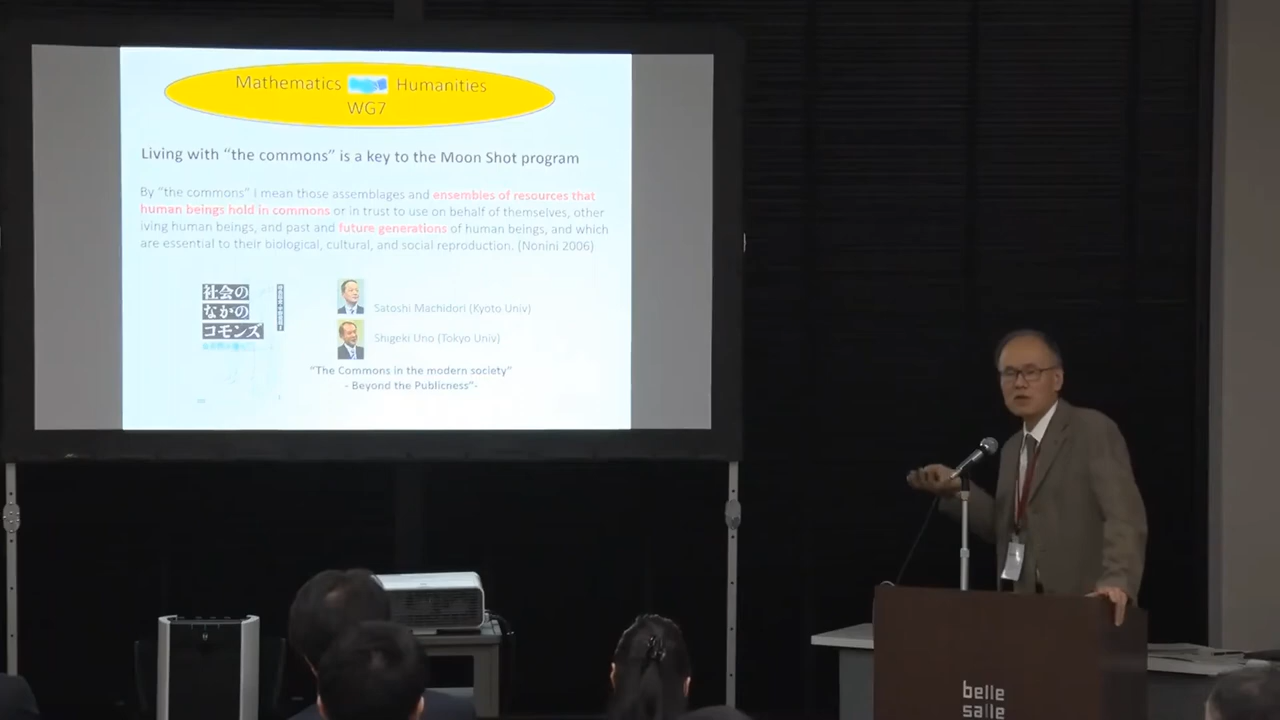 Mathematics Humanities
WG7
Living with “the commons” is a key to the Moon Shot program
By “the commons” I mean those assemblages and ensembles of resources that
human beings hold in commons or in trust to use on behalf of themselves, other
iving human beings, and past and future generations of human beings, and which
are essential to their biological, cultural, and social reproduction. (Nonini 2006)
社会の
なかの
コモンズ
Satoshi Machidori (Kyoto Univ)
Shigeki Uno (Tokyo Univ)
“The Commons in the modern society”
- Beyond the Publicness”-
belle
salle